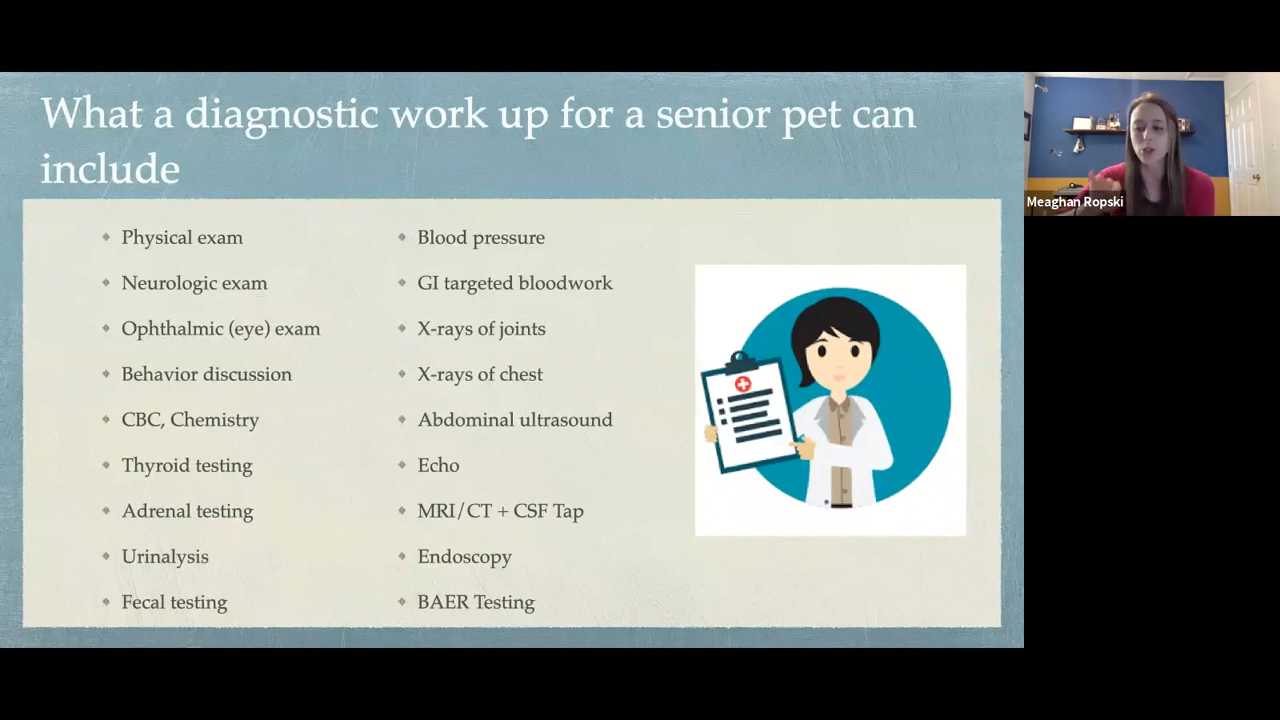 What a diagnostic work up for a senior pet can
include
Physical exam
Neurologic exam
Ophthalmic (eye) exam
Behavior discussion
CBC, Chemistry
Thyroid testing
Adrenal testing
Urinalysis
Fecal testing
Blood pressure
GI targeted bloodwork
X-rays of joints
X-rays of chest
Abdominal ultrasound
Echo
MRI/CT + CSF Tap
Endoscopy
BAER Testing
Meaghan Ropski